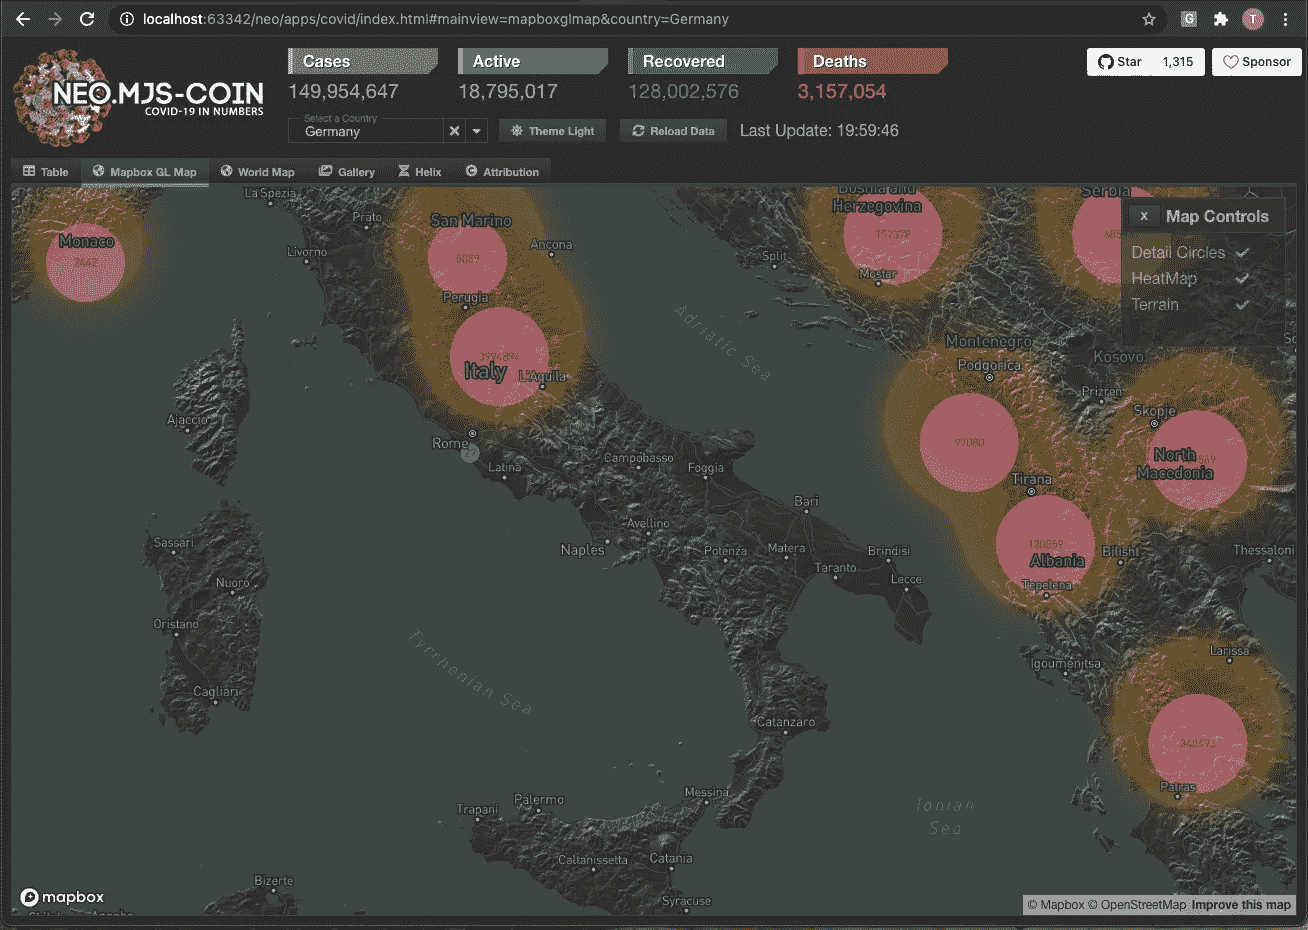 localhost:63342/neo/apps/covid/index.html#mainview=mapboxglmap&country=Germany
G
T
NEO.MJS-COIN
COVID-19 IN NUMBERS
Cases
149,954,647
Active
18,795,017
Recovered
128,002,576
Deaths
3,157,054
Star 1,315
Sponsor
Select a Country
Germany
Theme Light
Reload Data
Last Update: 19:59:46
Table
Mapbox GL Map
World Map
Gallery
Helix
Attribution
x Map Controls
Detail Circles
HeatMap
Terrain
La Spezia
Prato
San Marino
Bosnia and
Herzegovina
Serbia
Monaco
2442
Livorno
Ancona
5059
Split
Mostar
Perugia
Adriatic Sea
Italy
L'Aquila
Montenegro
Podgorica
Kosovo
Prizren
Ajaccio
Skopje
Rome
97080
North
Macedonia
Latina
Campobasso
Foggia
Tirana
Bari
Sassari
Avellino
Naples
Potenza
Matera
Brindisi
130859
Albania
Bilisht
Thessaloni
Nuoro
Taranto
Lecce
Tepelena
Oristano
Tyrrhenian Sea
Larissa
Igoumenitsa
Cagliari
Catanzaro
Patras
Messina
Trapani
Palermo
Ionian
Sea
Caltanissetta
Catania
Bizerte
Syracuse
mapbox
© Mapbox © OpenStreetMap Improve this map